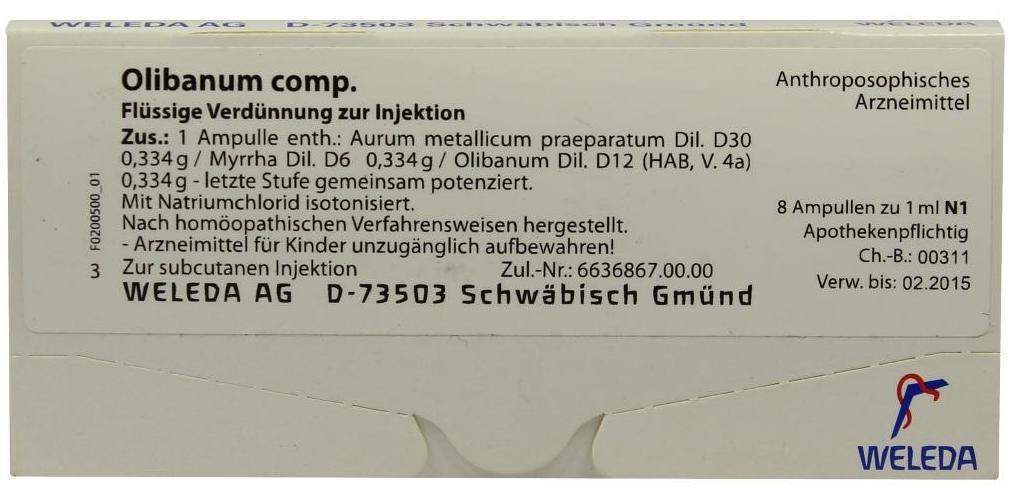 WELEDA AG D-73503 Schwäbisch Gmünd WELEDA
Olibanum comp.
Flüssige Verdünnung zur Injektion
Zus.: 1 Ampulle enth.: Aurum metallicum praeparatum Dil. D30
0,334 g / Myrrha Dil. D6 0,334 g / Olibanum Dil. D12 (HAB, V. 4a)
0,334 g - letzte Stufe gemeinsam potenziert.
Mit Natriumchlorid isotonisiert.
Nach homöopathischen Verfahrensweisen hergestellt.
- Arzneimittel für Kinder unzugänglich aufbewahren!
Zur subcutanen Injektion Zul.-Nr.: 6636867.00.00
WELEDA AG D-73503 Schwäbisch Gmünd
F0200500_01
3
Anthroposophisches
Arzneimittel
8 Ampullen zu 1 ml N1
Apothekenpflichtig
Ch.-B.: 00311
Verw. bis: 02.2015
WELEDA